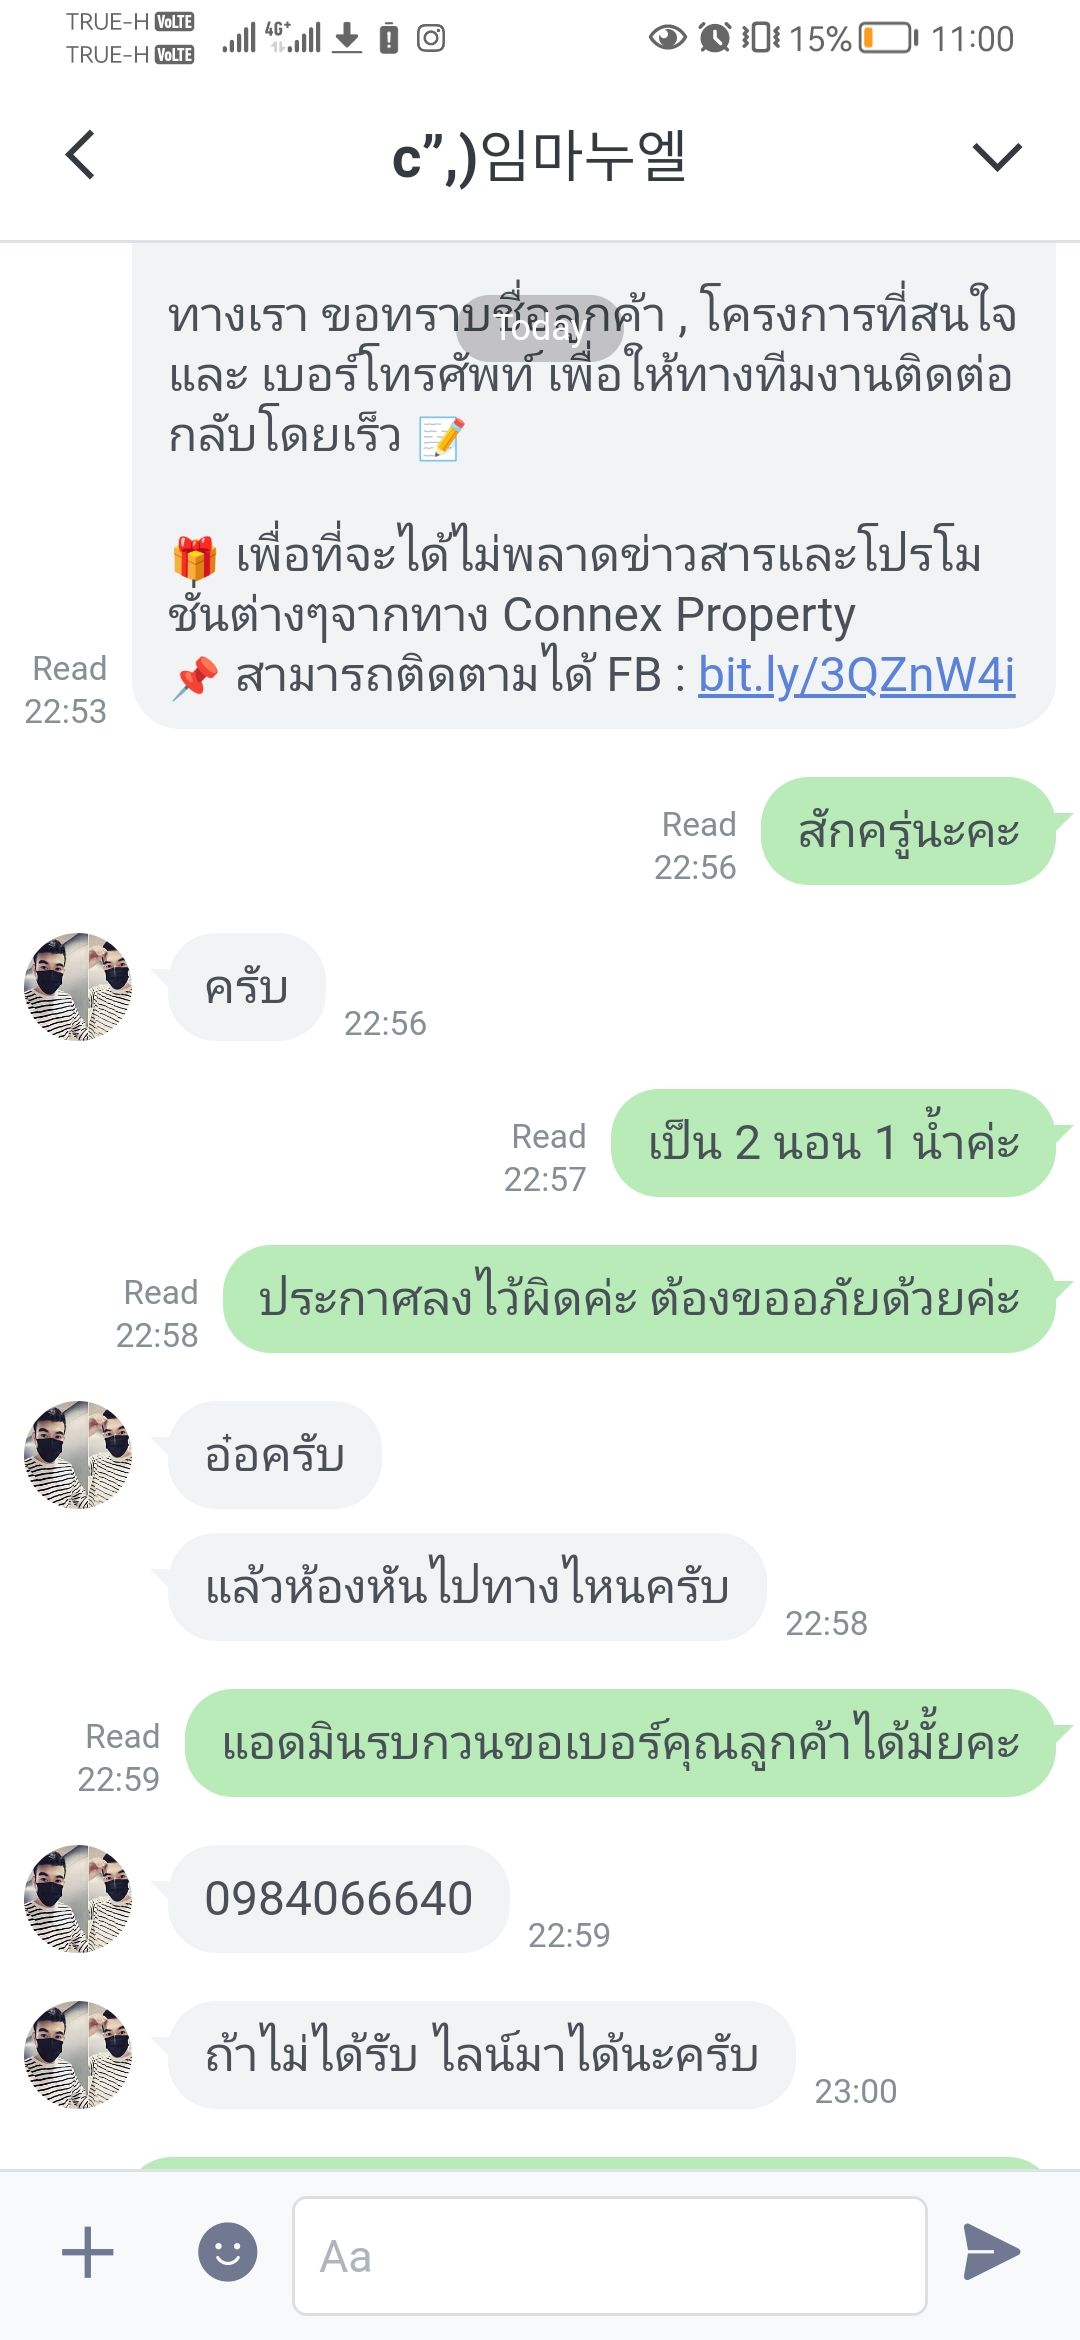 TRUE-H VoLTE
TRUE-H VoLTE
4G+
15%
11:00
c”,)임마누엘
ทางเรา ขอทราบชื่อลูกค้า , โครงการที่สนใจ
Today
และ เบอร์โทรศัพท์ เพื่อให้ทางทีมงานติดต่อ
กลับโดยเร็ว 📝
🎁 เพื่อที่จะได้ไม่พลาดข่าวสารและโปรโม
ชั่นต่างๆจากทาง Connex Property
📌 สามารถติดตามได้ FB : bit.ly/3QZnW4i
Read
22:53
สักครู่นะคะ
Read
22:56
ครับ
22:56
เป็น 2 นอน 1 น้ำค่ะ
Read
22:57
ประกาศลงไว้ผิดค่ะ ต้องขออภัยด้วยค่ะ
Read
22:58
อ๋อครับ
แล้วห้องหันไปทางไหนครับ
22:58
แอดมินรบกวนขอเบอร์คุณลูกค้าได้มั้ยคะ
Read
22:59
0984066640
22:59
ถ้าไม่ได้รับ ไลน์มาได้นะครับ
23:00
Aa